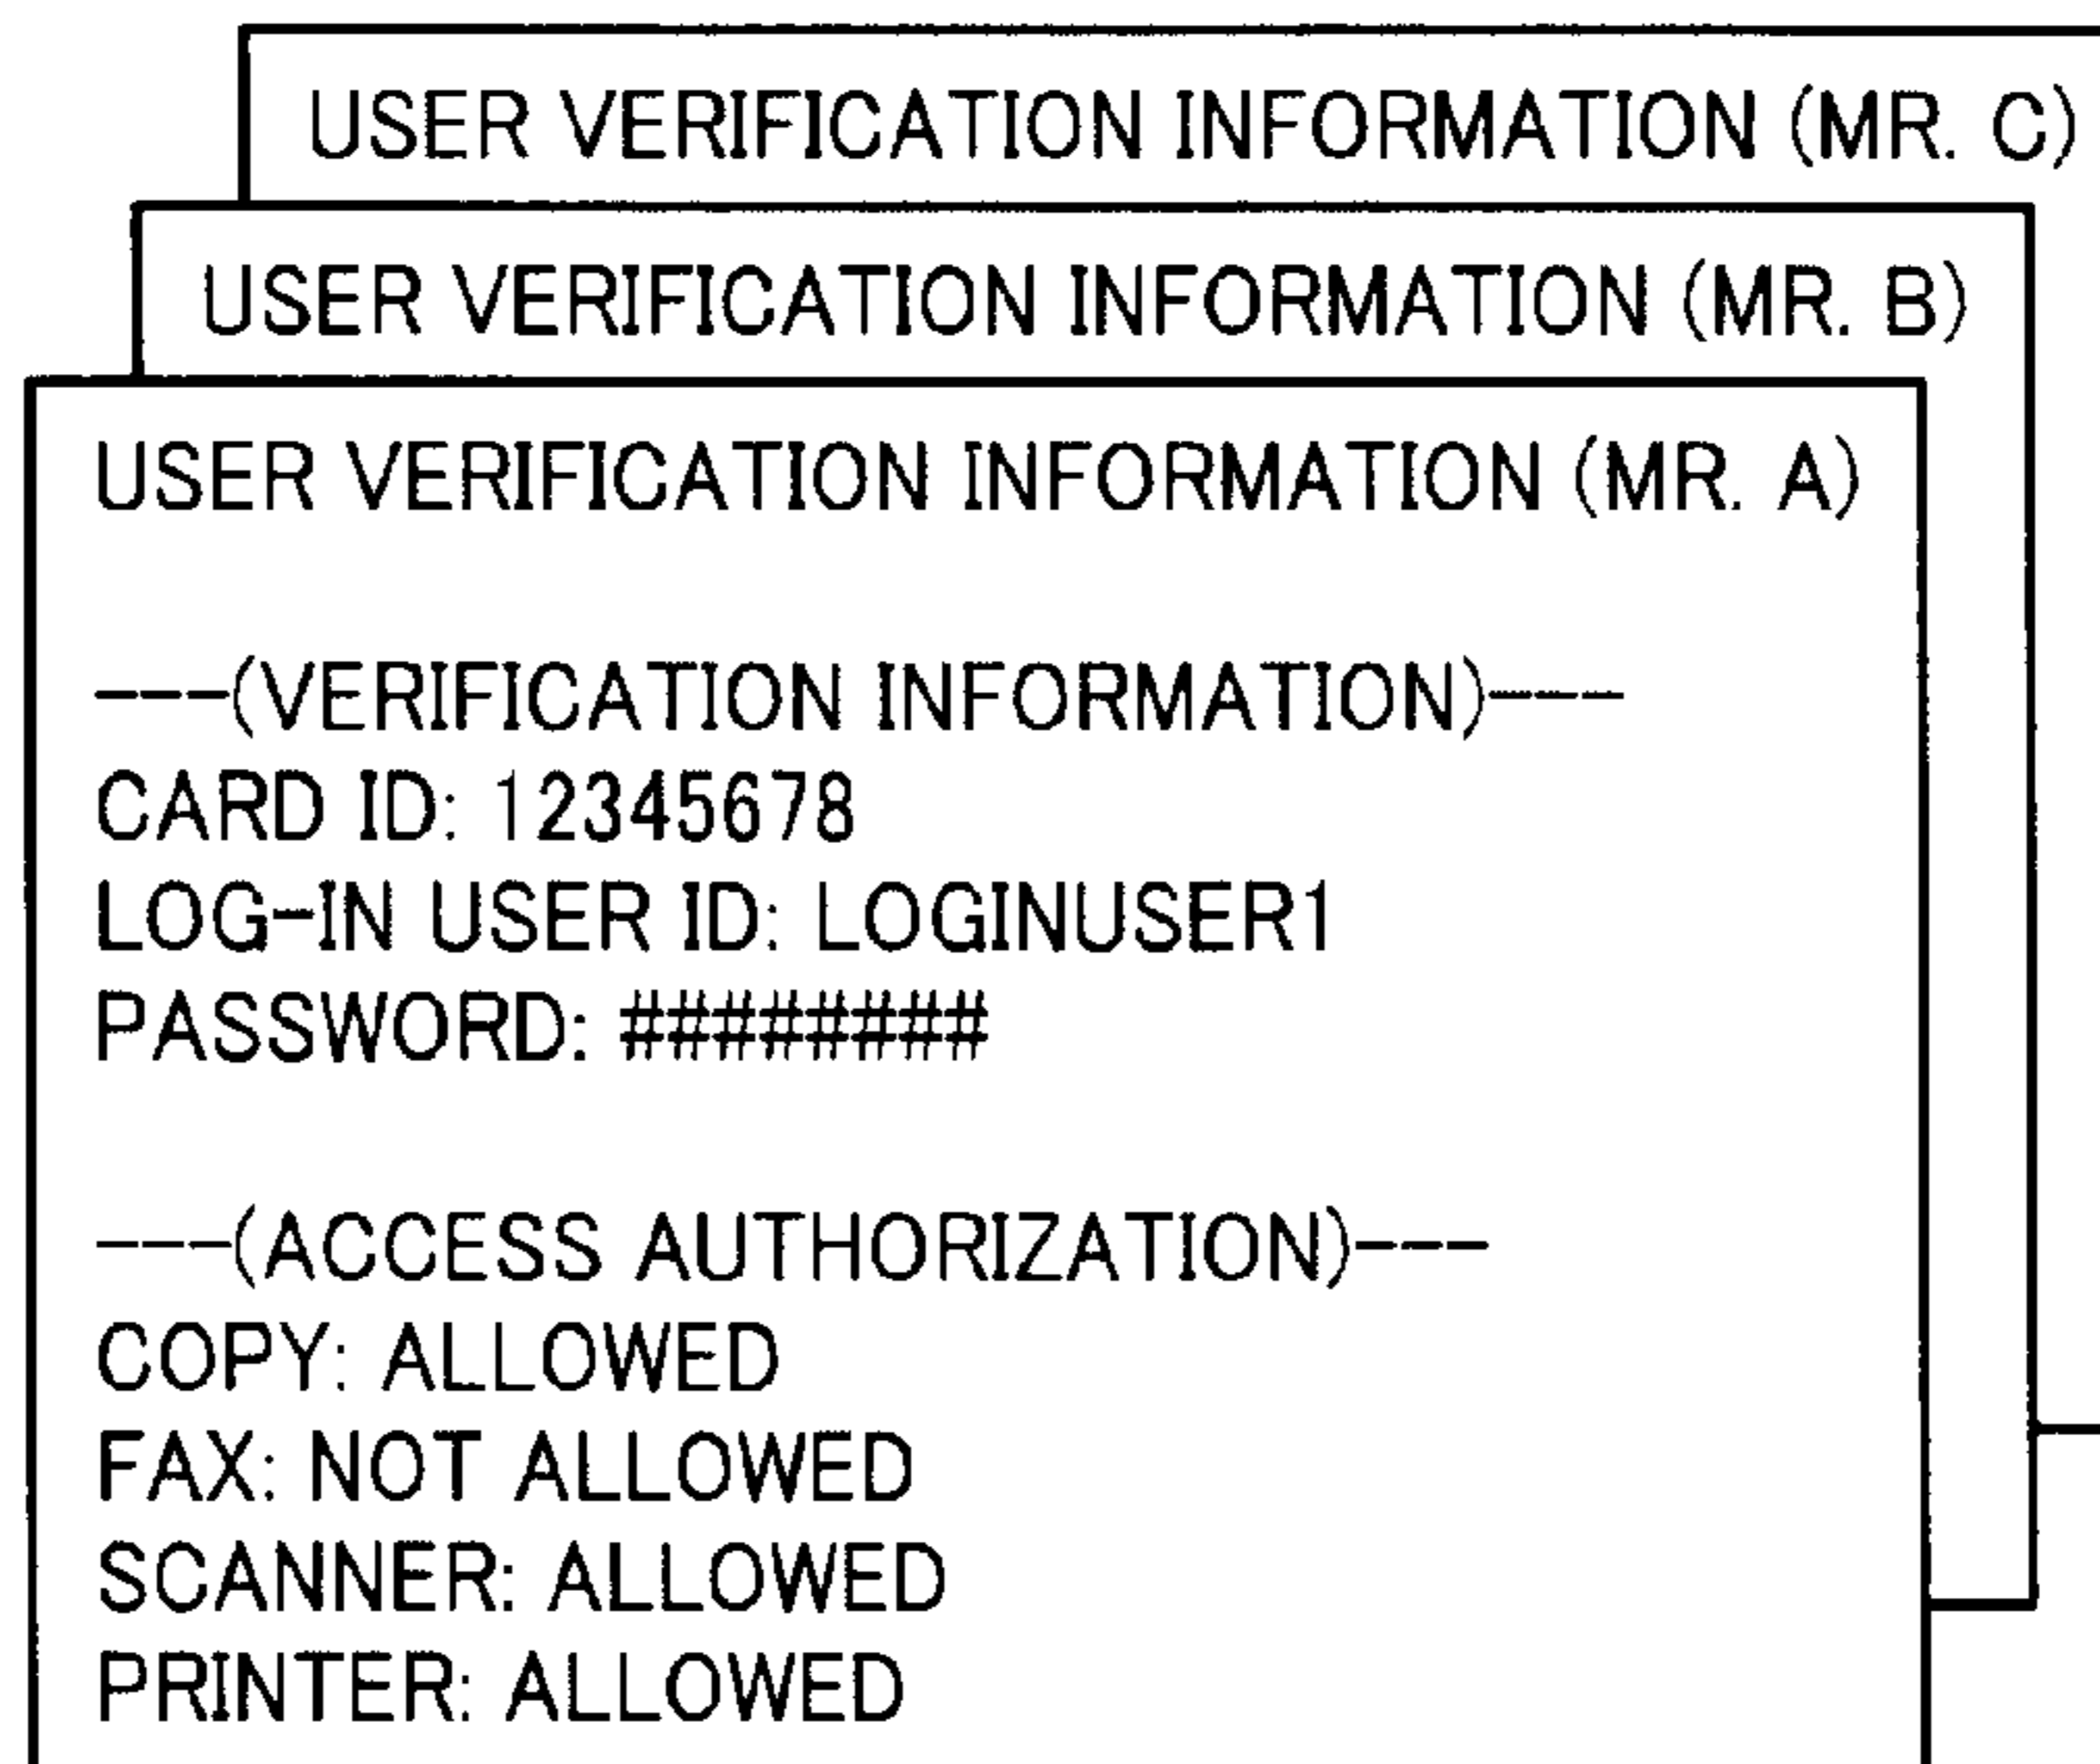 USER VERIFICATION INFORMATION (MR. C)
USER VERIFICATION INFORMATION (MR. B)
USER VERIFICATION INFORMATION (MR. A)
---(VERIFICATION INFORMATION)---
CARD ID: 12345678
LOG-IN USER ID: LOGINUSER1
PASSWORD: ########
---(ACCESS AUTHORIZATION)---
COPY: ALLOWED
FAX: NOT ALLOWED
SCANNER: ALLOWED
PRINTER: ALLOWED